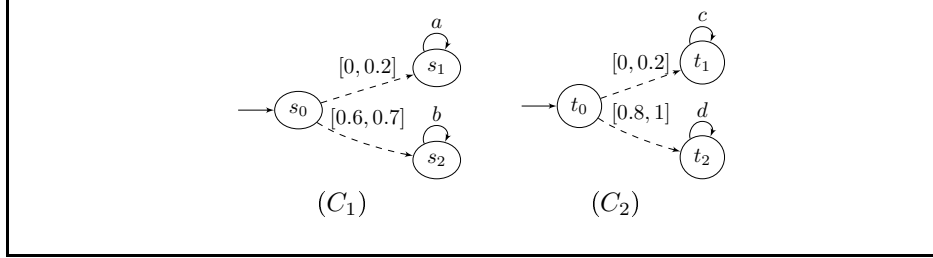 a
s₁
[0, 0.2]
s₀
[0.6, 0.7]
b
s₂
(C₁)
c
t₁
[0, 0.2]
t₀
[0.8, 1]
d
t₂
(C₂)